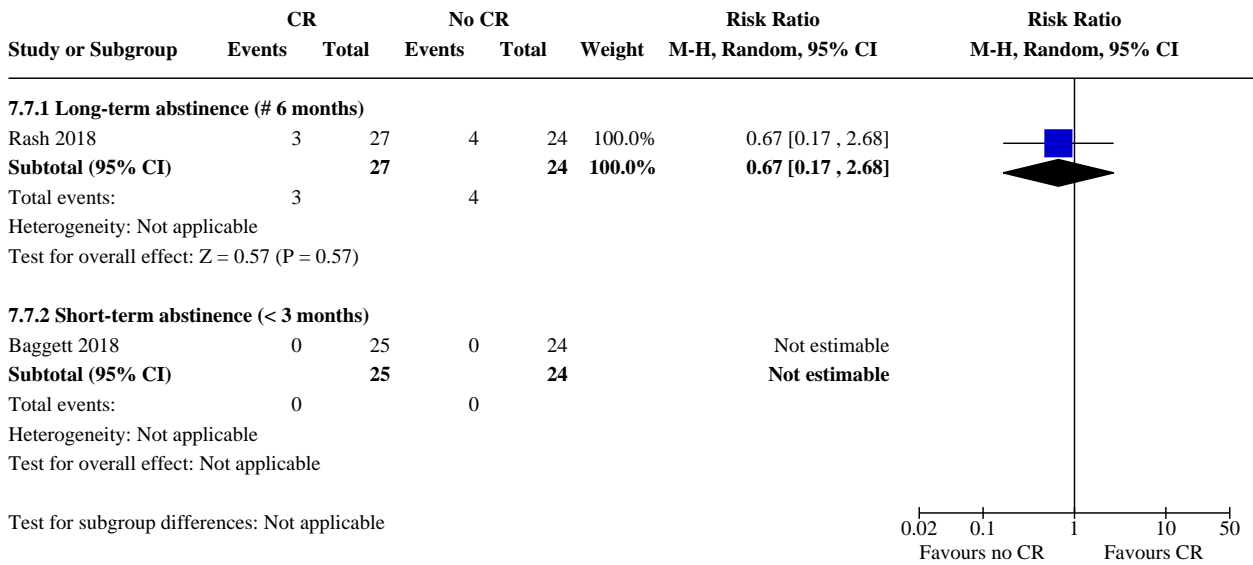 CR No CR Risk Ratio Risk Ratio
Study or Subgroup Events Total Events Total Weight M-H, Random, 95% CI M-H, Random, 95% CI
7.7.1 Long-term abstinence (# 6 months)
Rash 2018 3 27 4 24 100.0% 0.67 [0.17 , 2.68]
Subtotal (95% CI) 27 24 100.0% 0.67 [0.17 , 2.68]
Total events: 3 4
Heterogeneity: Not applicable
Test for overall effect: Z = 0.57 (P = 0.57)
7.7.2 Short-term abstinence (< 3 months)
Baggett 2018 0 25 0 24 Not estimable
Subtotal (95% CI) 25 24 Not estimable
Total events: 0 0
Heterogeneity: Not applicable
Test for overall effect: Not applicable
Test for subgroup differences: Not applicable
0.02 0.1 1 10 50
Favours no CR Favours CR